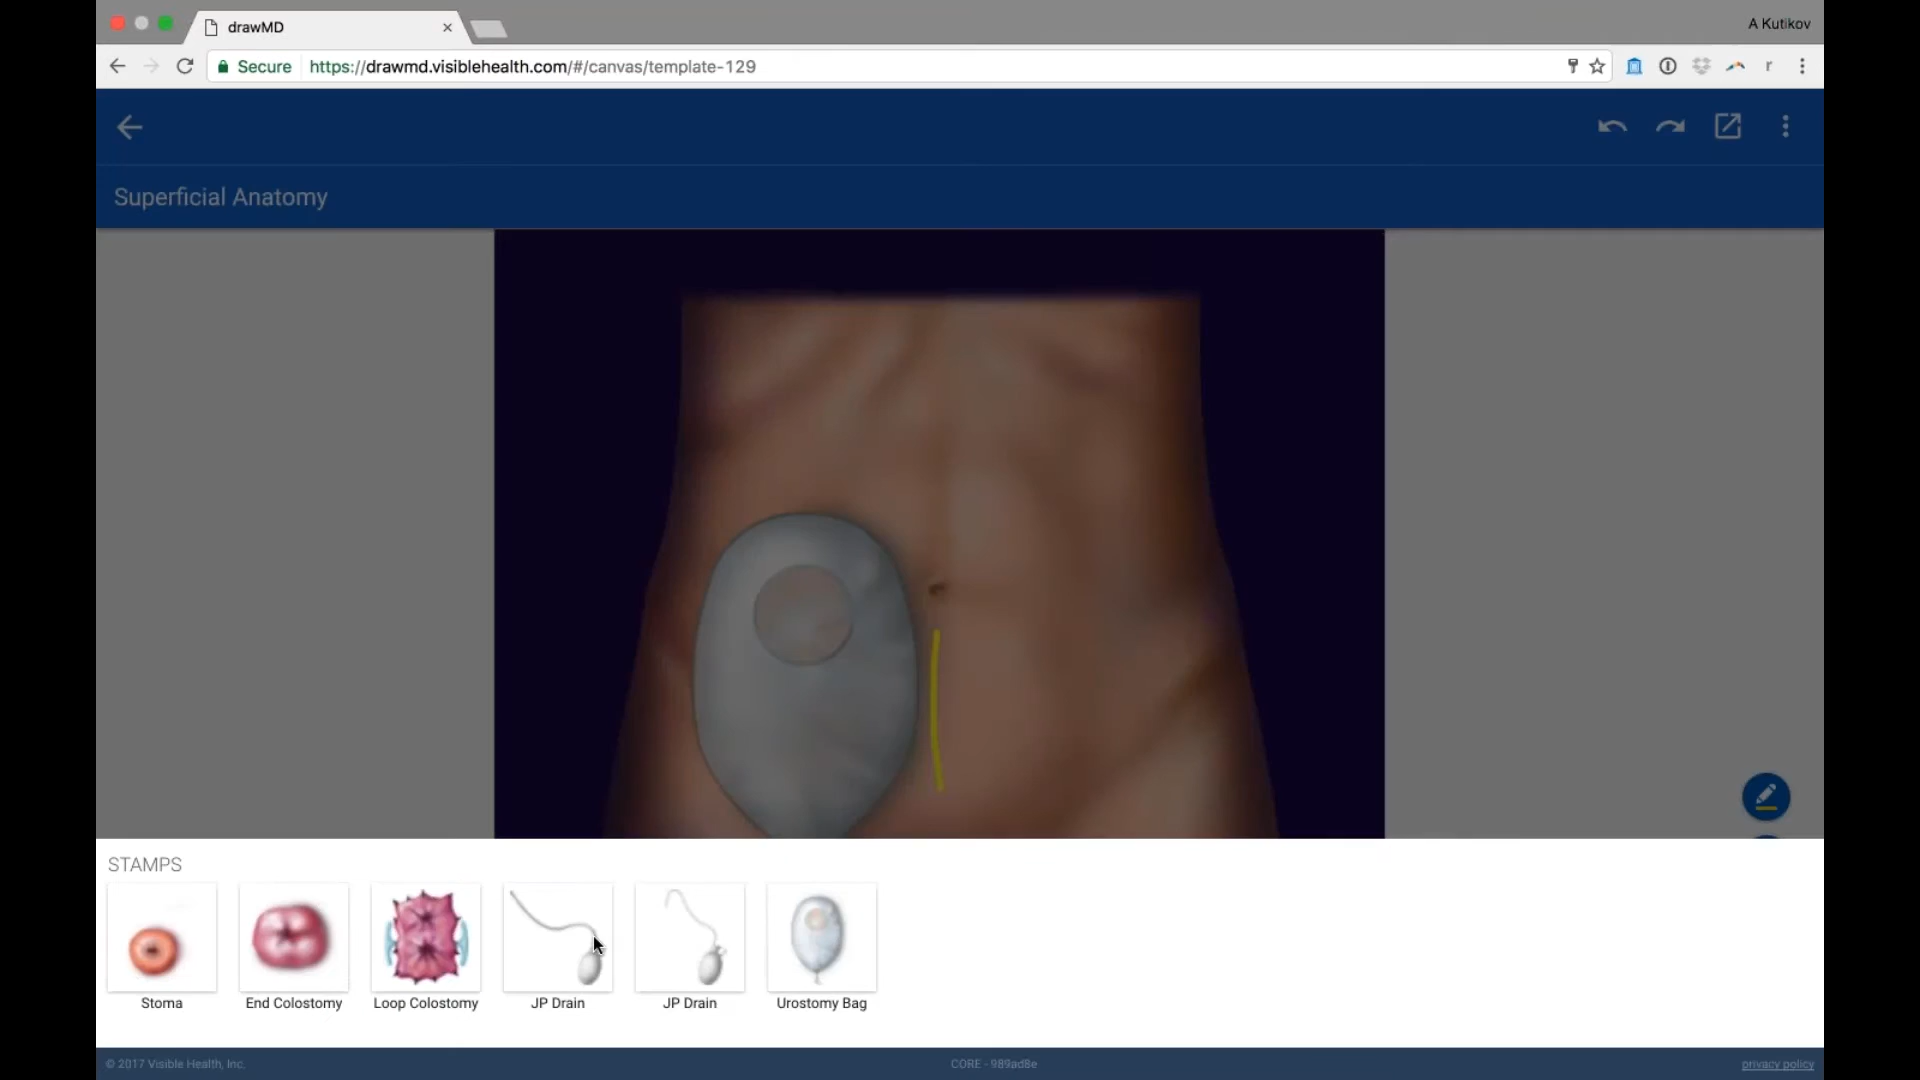 drawMD
A Kutikov
Secure https://drawmd.visiblehealth.com/#/canvas/template-129
r
Superficial Anatomy
STAMPS
Stoma
End Colostomy
Loop Colostomy
JP Drain
JP Drain
Urostomy Bag
© 2017 Visible Health, Inc.
CORE - 989ad8e
privacy policy